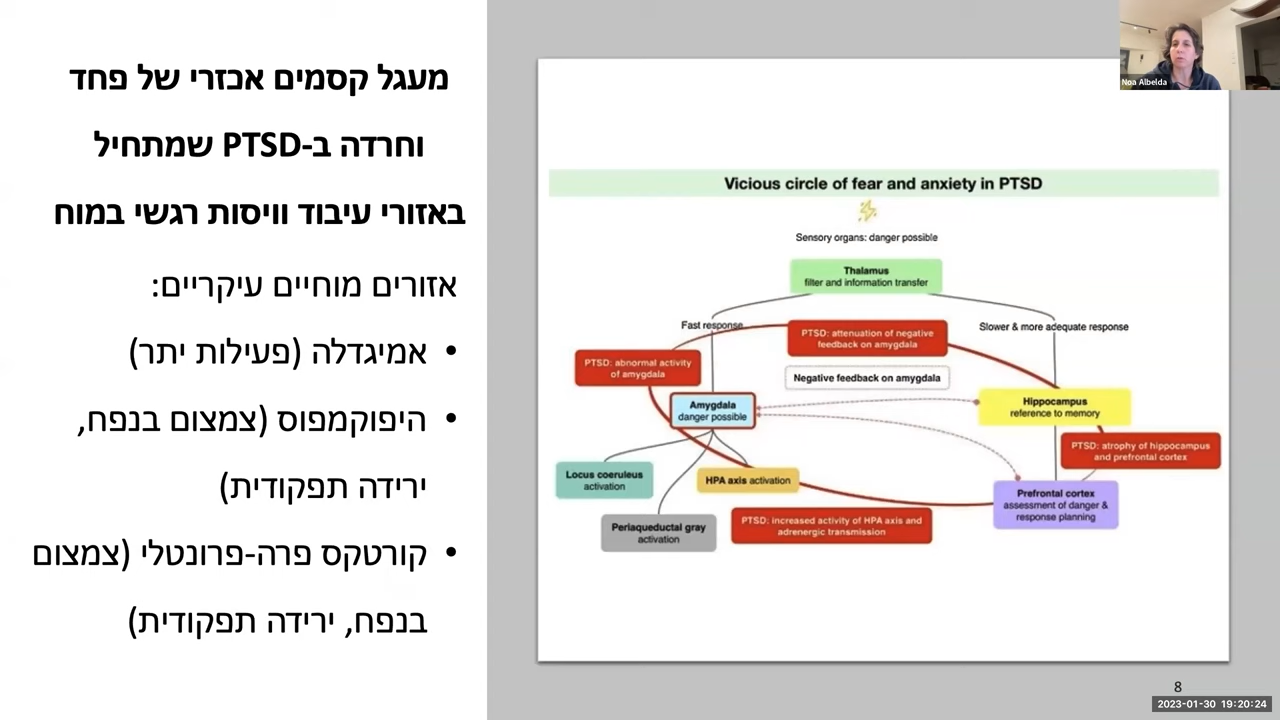 מעגל קסמים אכזרי של פחד
וחרדה ב-PTSD שמתחיל
באזורי עיבוד וויסות רגשי במוח
אזורים מוחיים עיקריים:
• אמיגדלה (פעילות יתר)
• היפוקמפוס (צמצום בנפח,
ירידה תפקודית)
• קורטקס פרה-פרונטלי (צמצום
בנפח, ירידה תפקודית)
Vicious circle of fear and anxiety in PTSD
Sensory organs: danger possible
Thalamus
filter and information transfer
Fast response
Slower & more adequate response
PTSD: attenuation of negative
feedback on amygdala
PTSD: abnormal activity
of amygdala
Negative feedback on amygdala
Amygdala
danger possible
Hippocampus
reference to memory
PTSD: atrophy of hippocampus
and prefrontal cortex
Locus coeruleus
activation
HPA axis activation
Prefrontal cortex
assessment of danger &
response planning
Periaqueductal gray
activation
PTSD: increased activity of HPA axis and
adrenergic transmission
Noa Albelda
8
2023-01-30 19:20:24